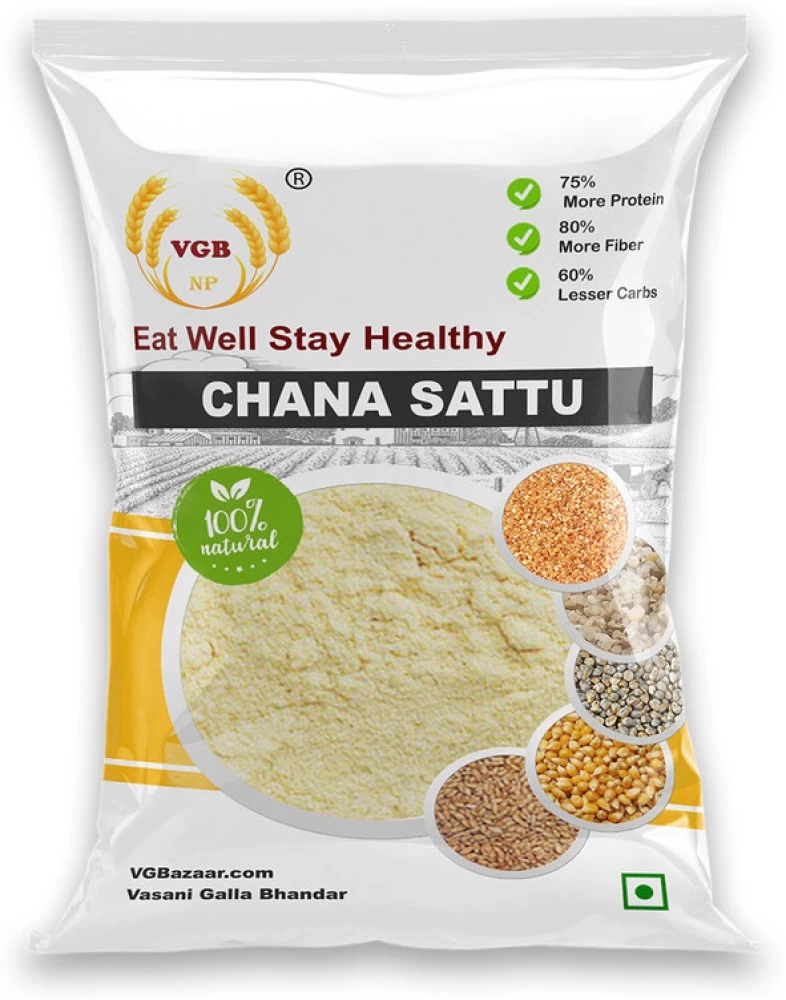 ®
VGB
NP
75%
More Protein
80%
More Fiber
60%
Lesser Carbs
Eat Well Stay Healthy
CHANA SATTU
100%
natural
VGBazaar.com
Vasani Galla Bhandar